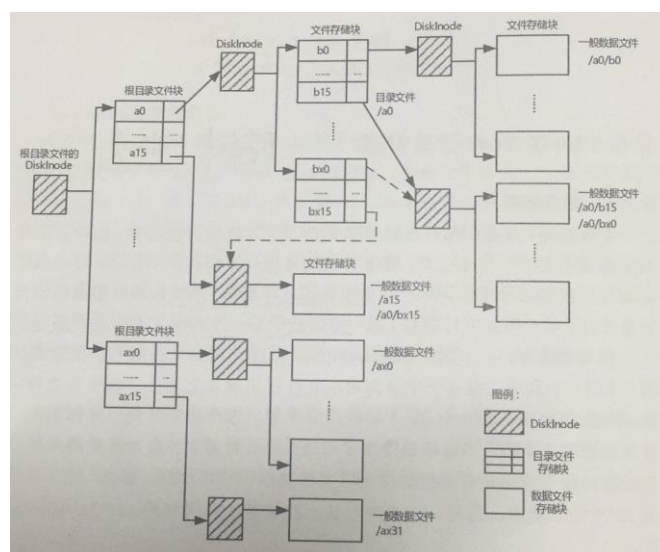 DiskInode
文件存储块
DiskInode
文件存储块
b0
......
...
b15
一般数据文件
/a0/b0
根目录文件块
a0
......
...
a15
目录文件
/a0
根目录文件的
DiskInode
bx0
......
...
bx15
一般数据文件
/a0/b15
/a0/bx0
文件存储块
一般数据文件
/a15
/a0/bx15
根目录文件块
ax0
......
...
ax15
一般数据文件
/ax0
图例：
DiskInode
目录文件
存储块
数据文件
存储块
一般数据文件
/ax31